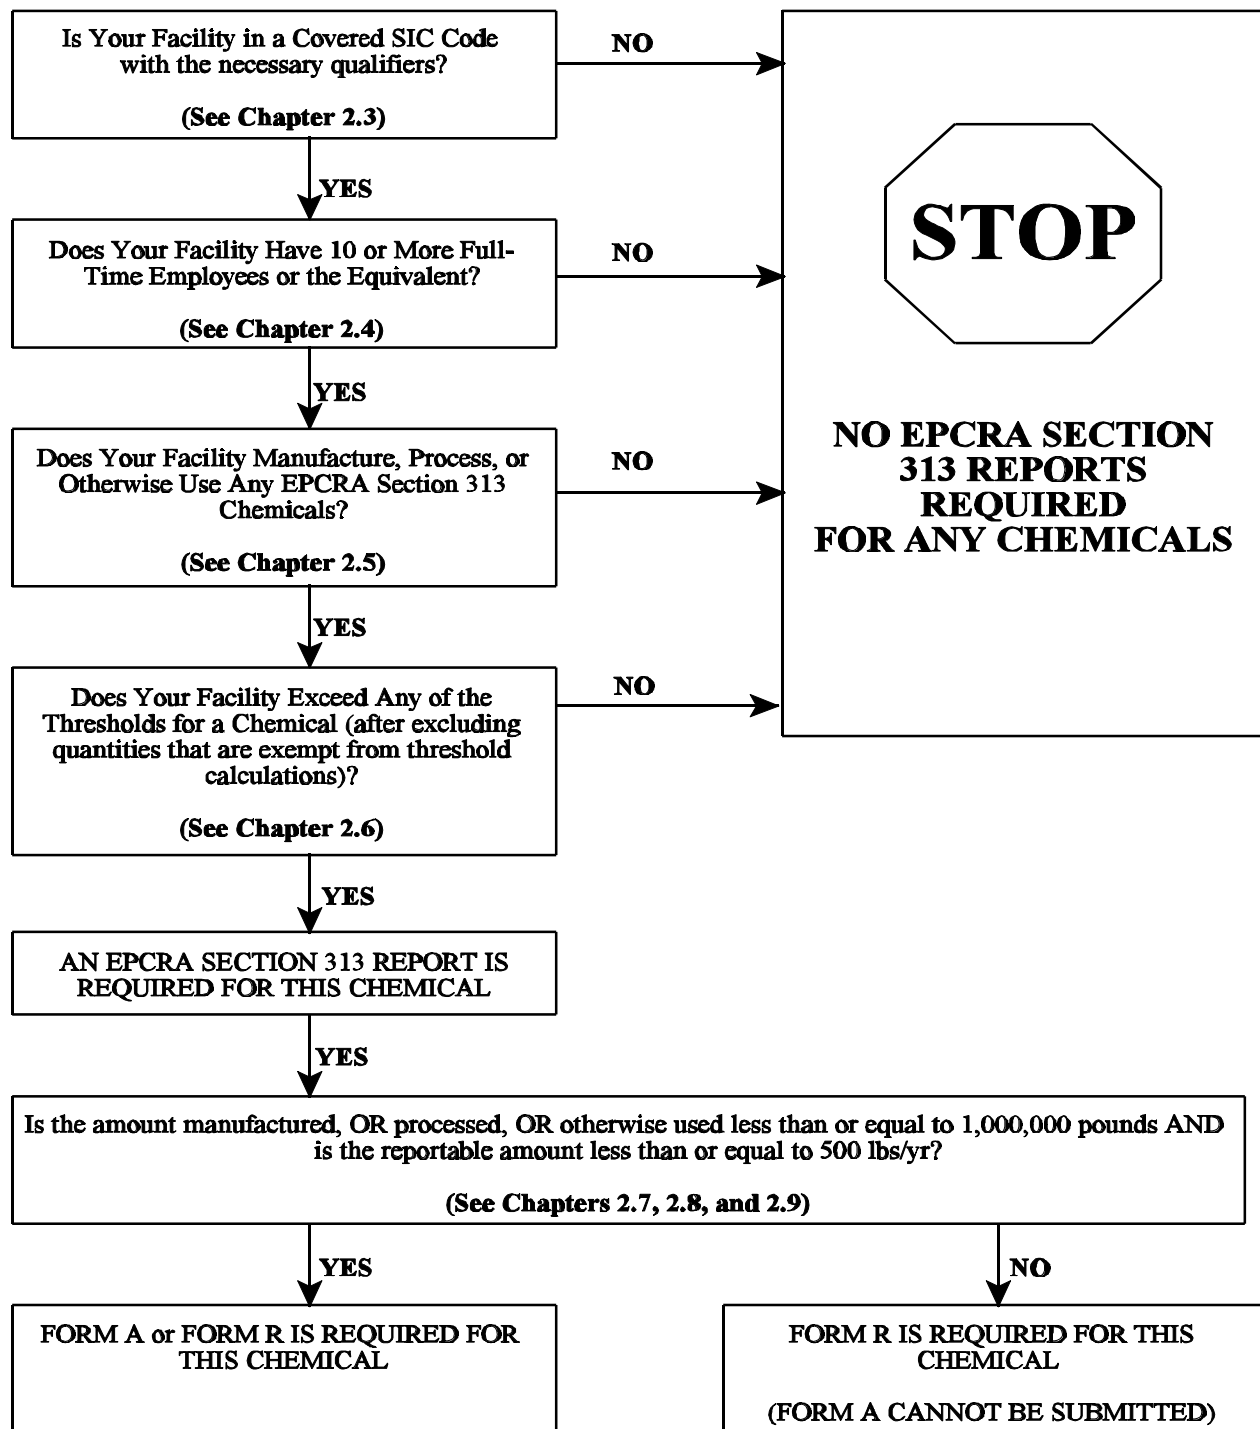 Is Your Facility in a Covered SIC Code
with the necessary qualifiers?
(See Chapter 2.3)
NO
YES
Does Your Facility Have 10 or More Full-
Time Employees or the Equivalent?
(See Chapter 2.4)
NO
YES
Does Your Facility Manufacture, Process, or
Otherwise Use Any EPCRA Section 313
Chemicals?
(See Chapter 2.5)
NO
YES
Does Your Facility Exceed Any of the
Thresholds for a Chemical (after excluding
quantities that are exempt from threshold
calculations)?
(See Chapter 2.6)
NO
STOP
NO EPCRA SECTION
313 REPORTS
REQUIRED
FOR ANY CHEMICALS
YES
AN EPCRA SECTION 313 REPORT IS
REQUIRED FOR THIS CHEMICAL
YES
Is the amount manufactured, OR processed, OR otherwise used less than or equal to 1,000,000 pounds AND
is the reportable amount less than or equal to 500 lbs/yr?
(See Chapters 2.7, 2.8, and 2.9)
YES
NO
FORM A or FORM R IS REQUIRED FOR
THIS CHEMICAL
FORM R IS REQUIRED FOR THIS
CHEMICAL
(FORM A CANNOT BE SUBMITTED)